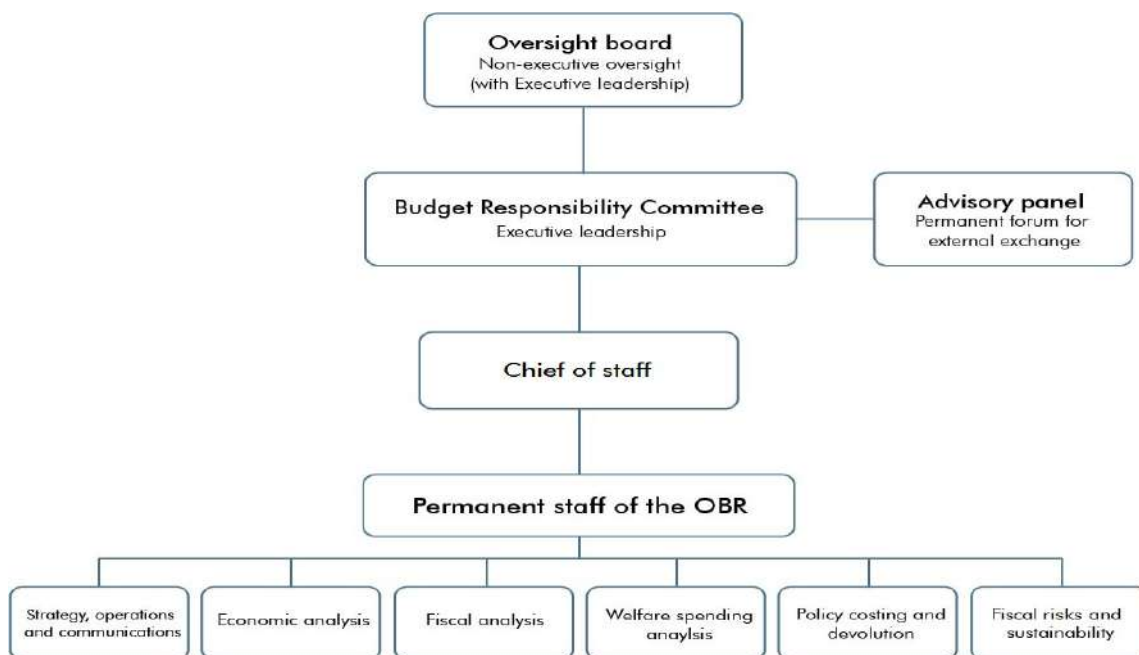 Oversight board
Non-executive oversight
(with Executive leadership)
Budget Responsibility Committee
Executive leadership
Advisory panel
Permanent forum for
external exchange
Chief of staff
Permanent staff of the OBR
Strategy, operations
and communications
Economic analysis
Fiscal analysis
Welfare spending
anaylsis
Policy costing and
devolution
Fiscal risks and
sustainability